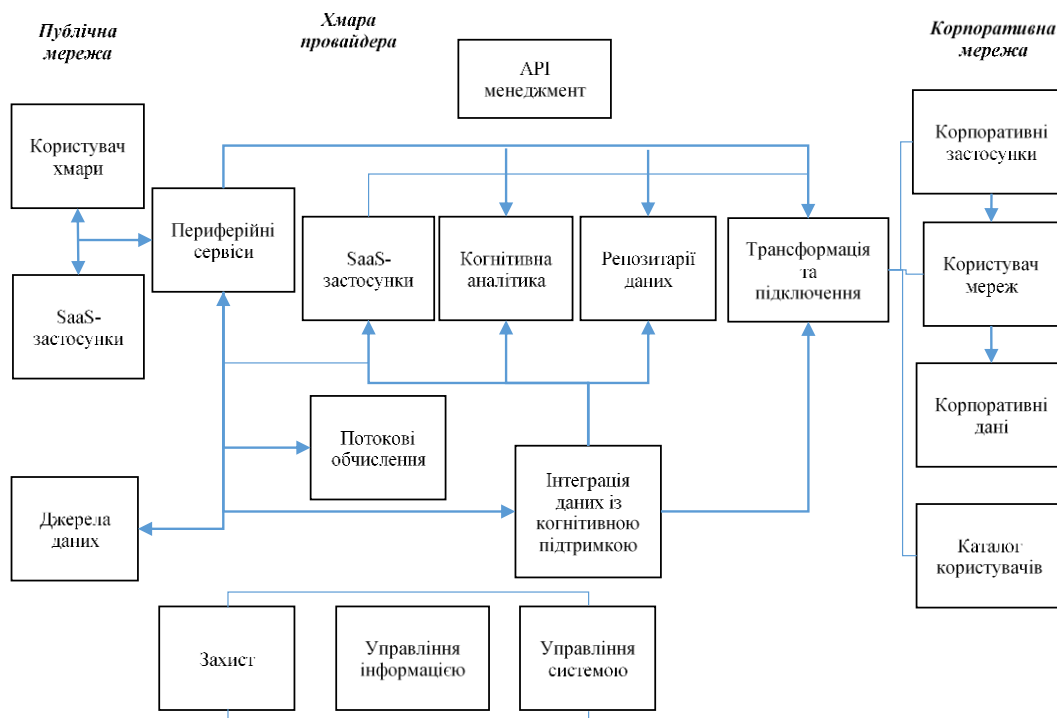 Публічна
мережа
Хмара
провайдера
Корпоративна
мережа
АРІ
менеджмент
Користувач
хмари
Корпоративні
застосунки
Периферійні
сервіси
SaaS-
застосунки
Когнітивна
аналітика
Репозитарії
даних
Трансформація
та
підключення
Користувач
мереж
SaaS-
застосунки
Корпоративні
дані
Потокові
обчислення
Інтеграція
даних із
когнітивною
підтримкою
Джерела
даних
Каталог
користувачів
Захист
Управління
інформацією
Управління
системою